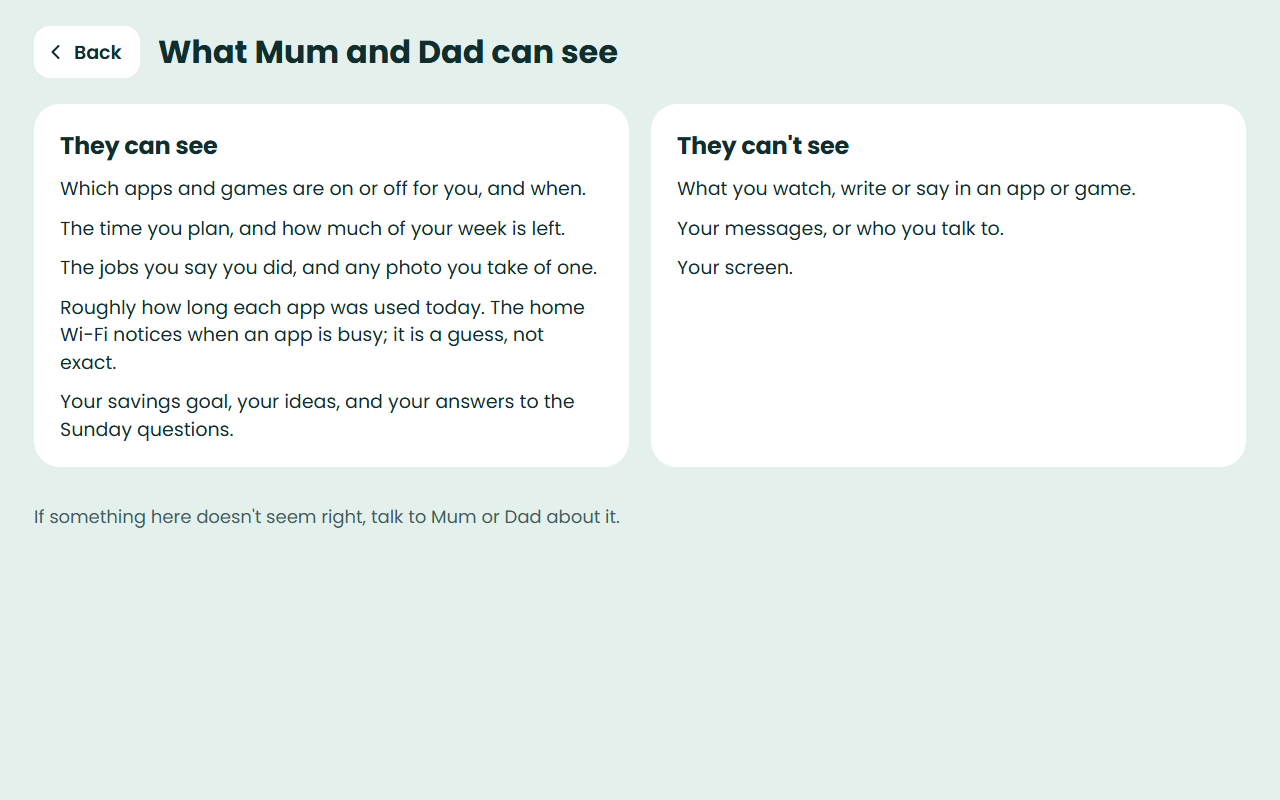 Back
What Mum and Dad can see
They can see
Which apps and games are on or off for you, and when.
The time you plan, and how much of your week is left.
The jobs you say you did, and any photo you take of one.
Roughly how long each app was used today. The home
Wi-Fi notices when an app is busy; it is a guess, not
exact.
Your savings goal, your ideas, and your answers to the
Sunday questions.
They can't see
What you watch, write or say in an app or game.
Your messages, or who you talk to.
Your screen.
If something here doesn't seem right, talk to Mum or Dad about it.